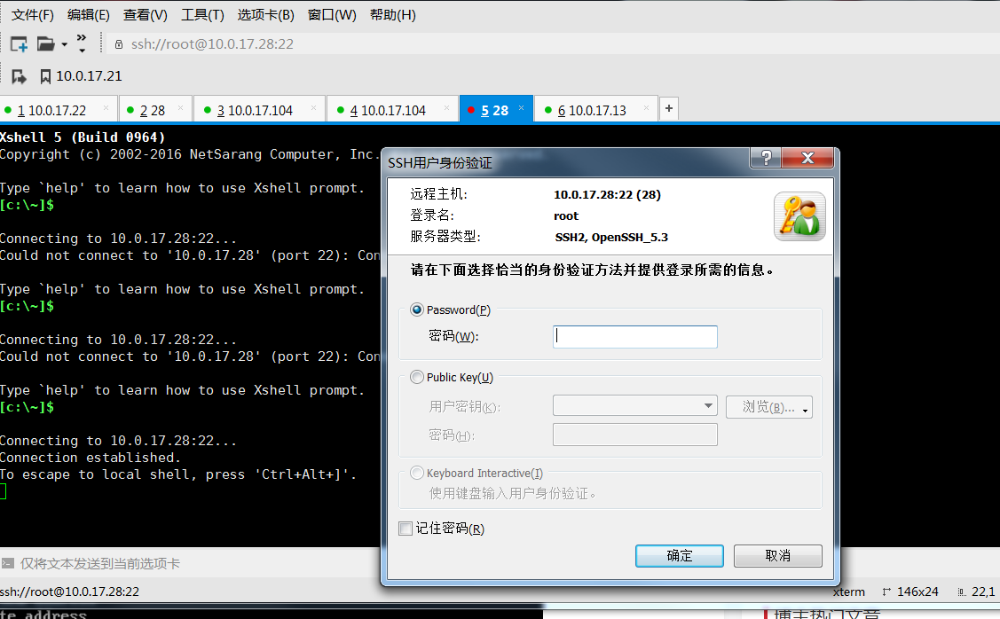 文件(F) 编辑(E) 查看(V) 工具(T) 选项卡(B) 窗口(W) 帮助(H)
ssh://root@10.0.17.28:22
10.0.17.21
1 10.0.17.22 × 2 28 × 3 10.0.17.104 × 4 10.0.17.104 × 5 28 × 6 10.0.17.13 × +
Xshell 5 (Build 0964)
Copyright (c) 2002-2016 NetSarang Computer, Inc.
Type `help' to learn how to use Xshell prompt.
[c:\~]$
Connecting to 10.0.17.28:22...
Could not connect to '10.0.17.28' (port 22): Con
Type `help' to learn how to use Xshell prompt.
[c:\~]$
Connecting to 10.0.17.28:22...
Could not connect to '10.0.17.28' (port 22): Con
Type `help' to learn how to use Xshell prompt.
[c:\~]$
Connecting to 10.0.17.28:22...
Connection established.
To escape to local shell, press 'Ctrl+Alt+]'.
SSH用户身份验证
远程主机: 10.0.17.28:22 (28)
登录名: root
服务器类型: SSH2, OpenSSH_5.3
请在下面选择恰当的身份验证方法并提供登录所需的信息。
Password(P)
密码(W):
Public Key(U)
用户密钥(K): 浏览(B)...
密码(H):
Keyboard Interactive(I)
使用键盘输入用户身份验证。
记住密码(R)
确定 取消
仅将文本发送到当前选项卡
ssh://root@10.0.17.28:22 xterm 146x24 22,1
te address
博主热门文章